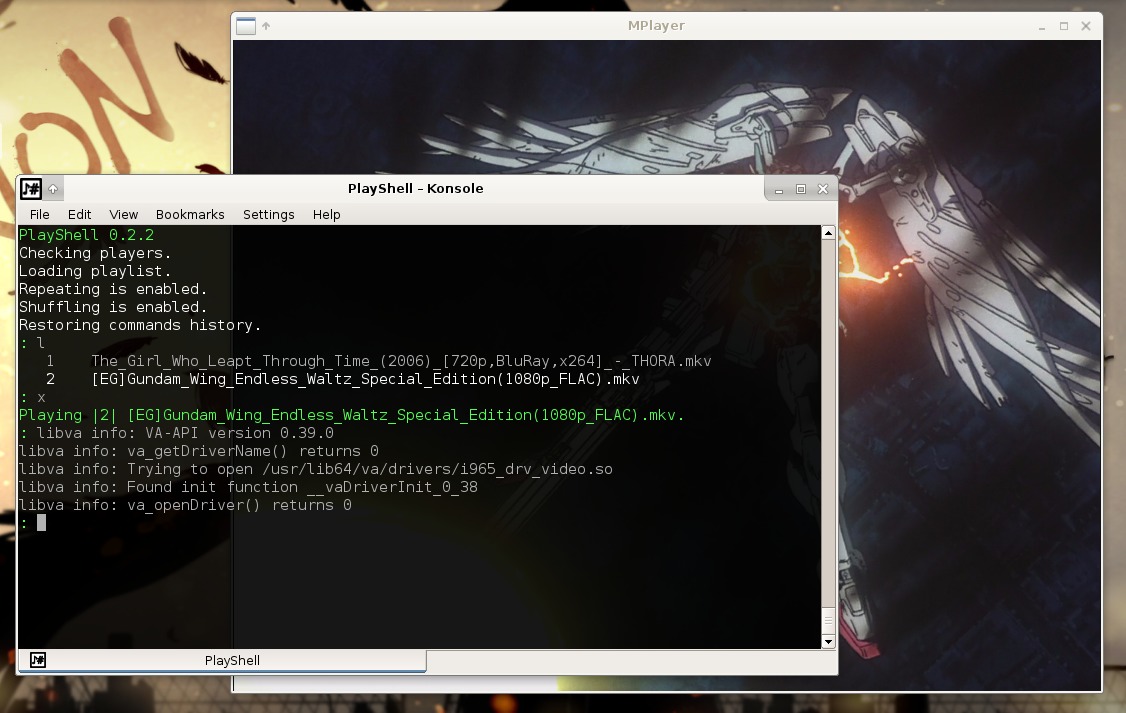 ON
MPlayer
PlayShell – Konsole
File Edit View Bookmarks Settings Help
PlayShell 0.2.2
Checking players.
Loading playlist.
Repeating is enabled.
Shuffling is enabled.
Restoring commands history.
: l
1 The_Girl_Who_Leapt_Through_Time_(2006)_[720p,BluRay,x264]_-_THORA.mkv
2 [EG]Gundam_Wing_Endless_Waltz_Special_Edition(1080p_FLAC).mkv
: x
Playing |2| [EG]Gundam_Wing_Endless_Waltz_Special_Edition(1080p_FLAC).mkv.
: libva info: VA-API version 0.39.0
libva info: va_getDriverName() returns 0
libva info: Trying to open /usr/lib64/va/drivers/i965_drv_video.so
libva info: Found init function __vaDriverInit_0_38
libva info: va_openDriver() returns 0
:
PlayShell